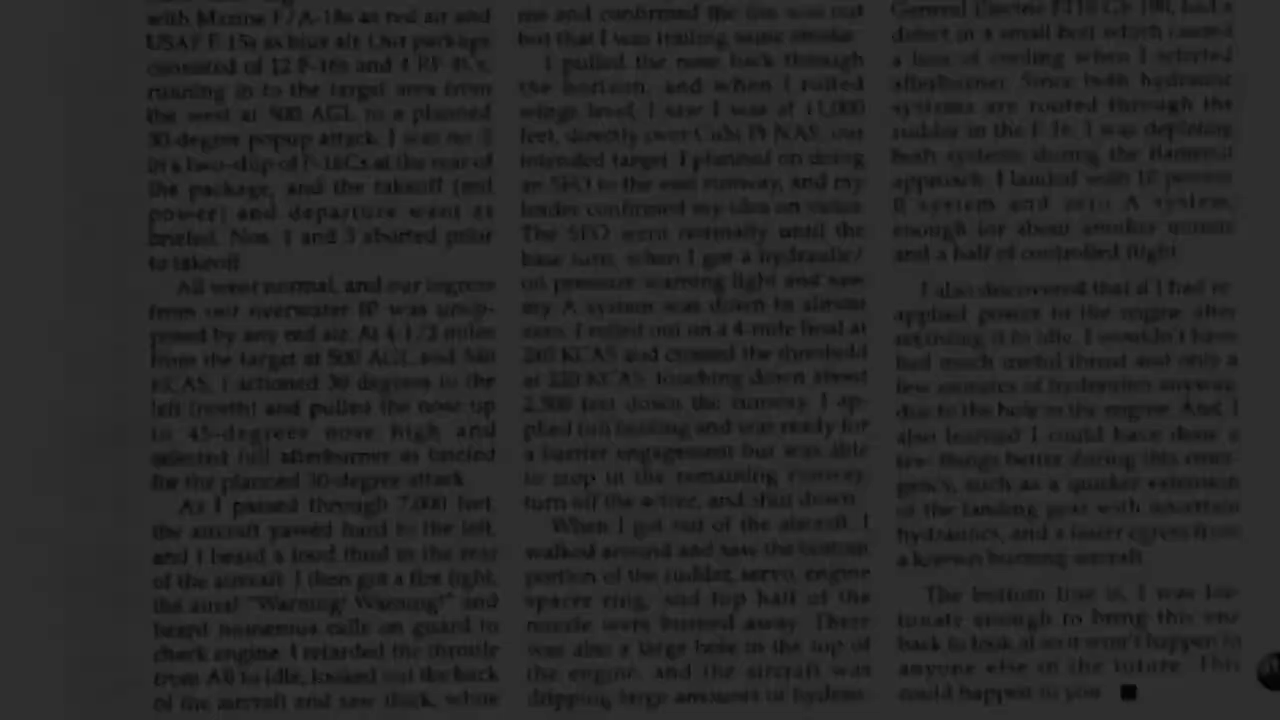 with Marine F/A-18s as red air and
USAF F-15s as blue air. Our package
consisted of 12 F-16s and 4 RF-4Cs,
running in to the target area from
the west at 500 AGL to a planned
30-degree popup attack. I was no. 2
in a two-ship of F-16Cs at the rear of
the package, and the takeoff (mil
power) and departure went as
briefed. Nos. 1 and 3 aborted prior
to takeoff.
All went normal, and our ingress
from our overwater IP was unop-
posed by any red air. At 4-1/2 miles
from the target at 500 AGL and 540
KCAS, I actioned 30 degrees to the
left (north) and pulled the nose up
to 45-degrees nose high and
selected full afterburner as fancied
for the planned 30-degree attack.
As I passed through 7,000 feet,
the aircraft yawed hard to the left,
and I heard a loud thud in the rear
of the aircraft. I then got a fire light,
the aural "Warning! Warning!" and
heard numerous calls on guard to
check engine. I retarded the throttle
from AB to idle, looked out the back
of the aircraft and saw thick, white
me and confirmed the fire was out
but that I was trailing some smoke.
I pulled the nose back through
the horizon, and when I rolled
wings level, I saw I was at 11,000
feet, directly over Cubi Pt NAS, our
intended target. I planned on doing
an SFO to the east runway, and my
leader confirmed my idea on
The SFO went normally until the
base turn, when I got a hydraulic/
oil pressure warning light and saw
my A system was down to almost
zero. I rolled out on a 4-mile final at
240 KCAS and crossed the threshold
at 220 KCAS, touching down about
2,500 feet down the runway. I ap-
plied full braking and was ready for
a barrier engagement but was able
to stop in the remaining runway,
turn off the active, and shut down.
When I got out of the aircraft, I
walked around and saw the bottom
portion of the rudder, servo, engine
spacer ring, and top half of the
nozzle were burned away. There
was also a large hole in the top of
the engine, and the aircraft was
dripping large amounts of hydrau-
General Electric F110-GE-100, had a
defect in a small bolt which caused
a loss of cooling when I selected
afterburner. Since both hydraulic
systems are routed through the
rudder in the F-16, I was depleting
both systems during the flameout
approach. I landed with 10 percent
B system and zero A system,
enough for about another minute
and a half of controlled flight.
I also discovered that if I had re-
applied power to the engine after
retarding it to idle, I wouldn't have
had much useful thrust and only a
few minutes of hydraulics anyway
due to the hole in the engine. And, I
also learned I could have done a
few things better during this emer-
gency, such as a quicker extension
of the landing gear with uncertain
hydraulics, and a faster egress from
a known burning aircraft.
The bottom line is, I was for-
tunate enough to bring this one
back to look at so it won't happen to
anyone else in the future. This
could happen to you. ■